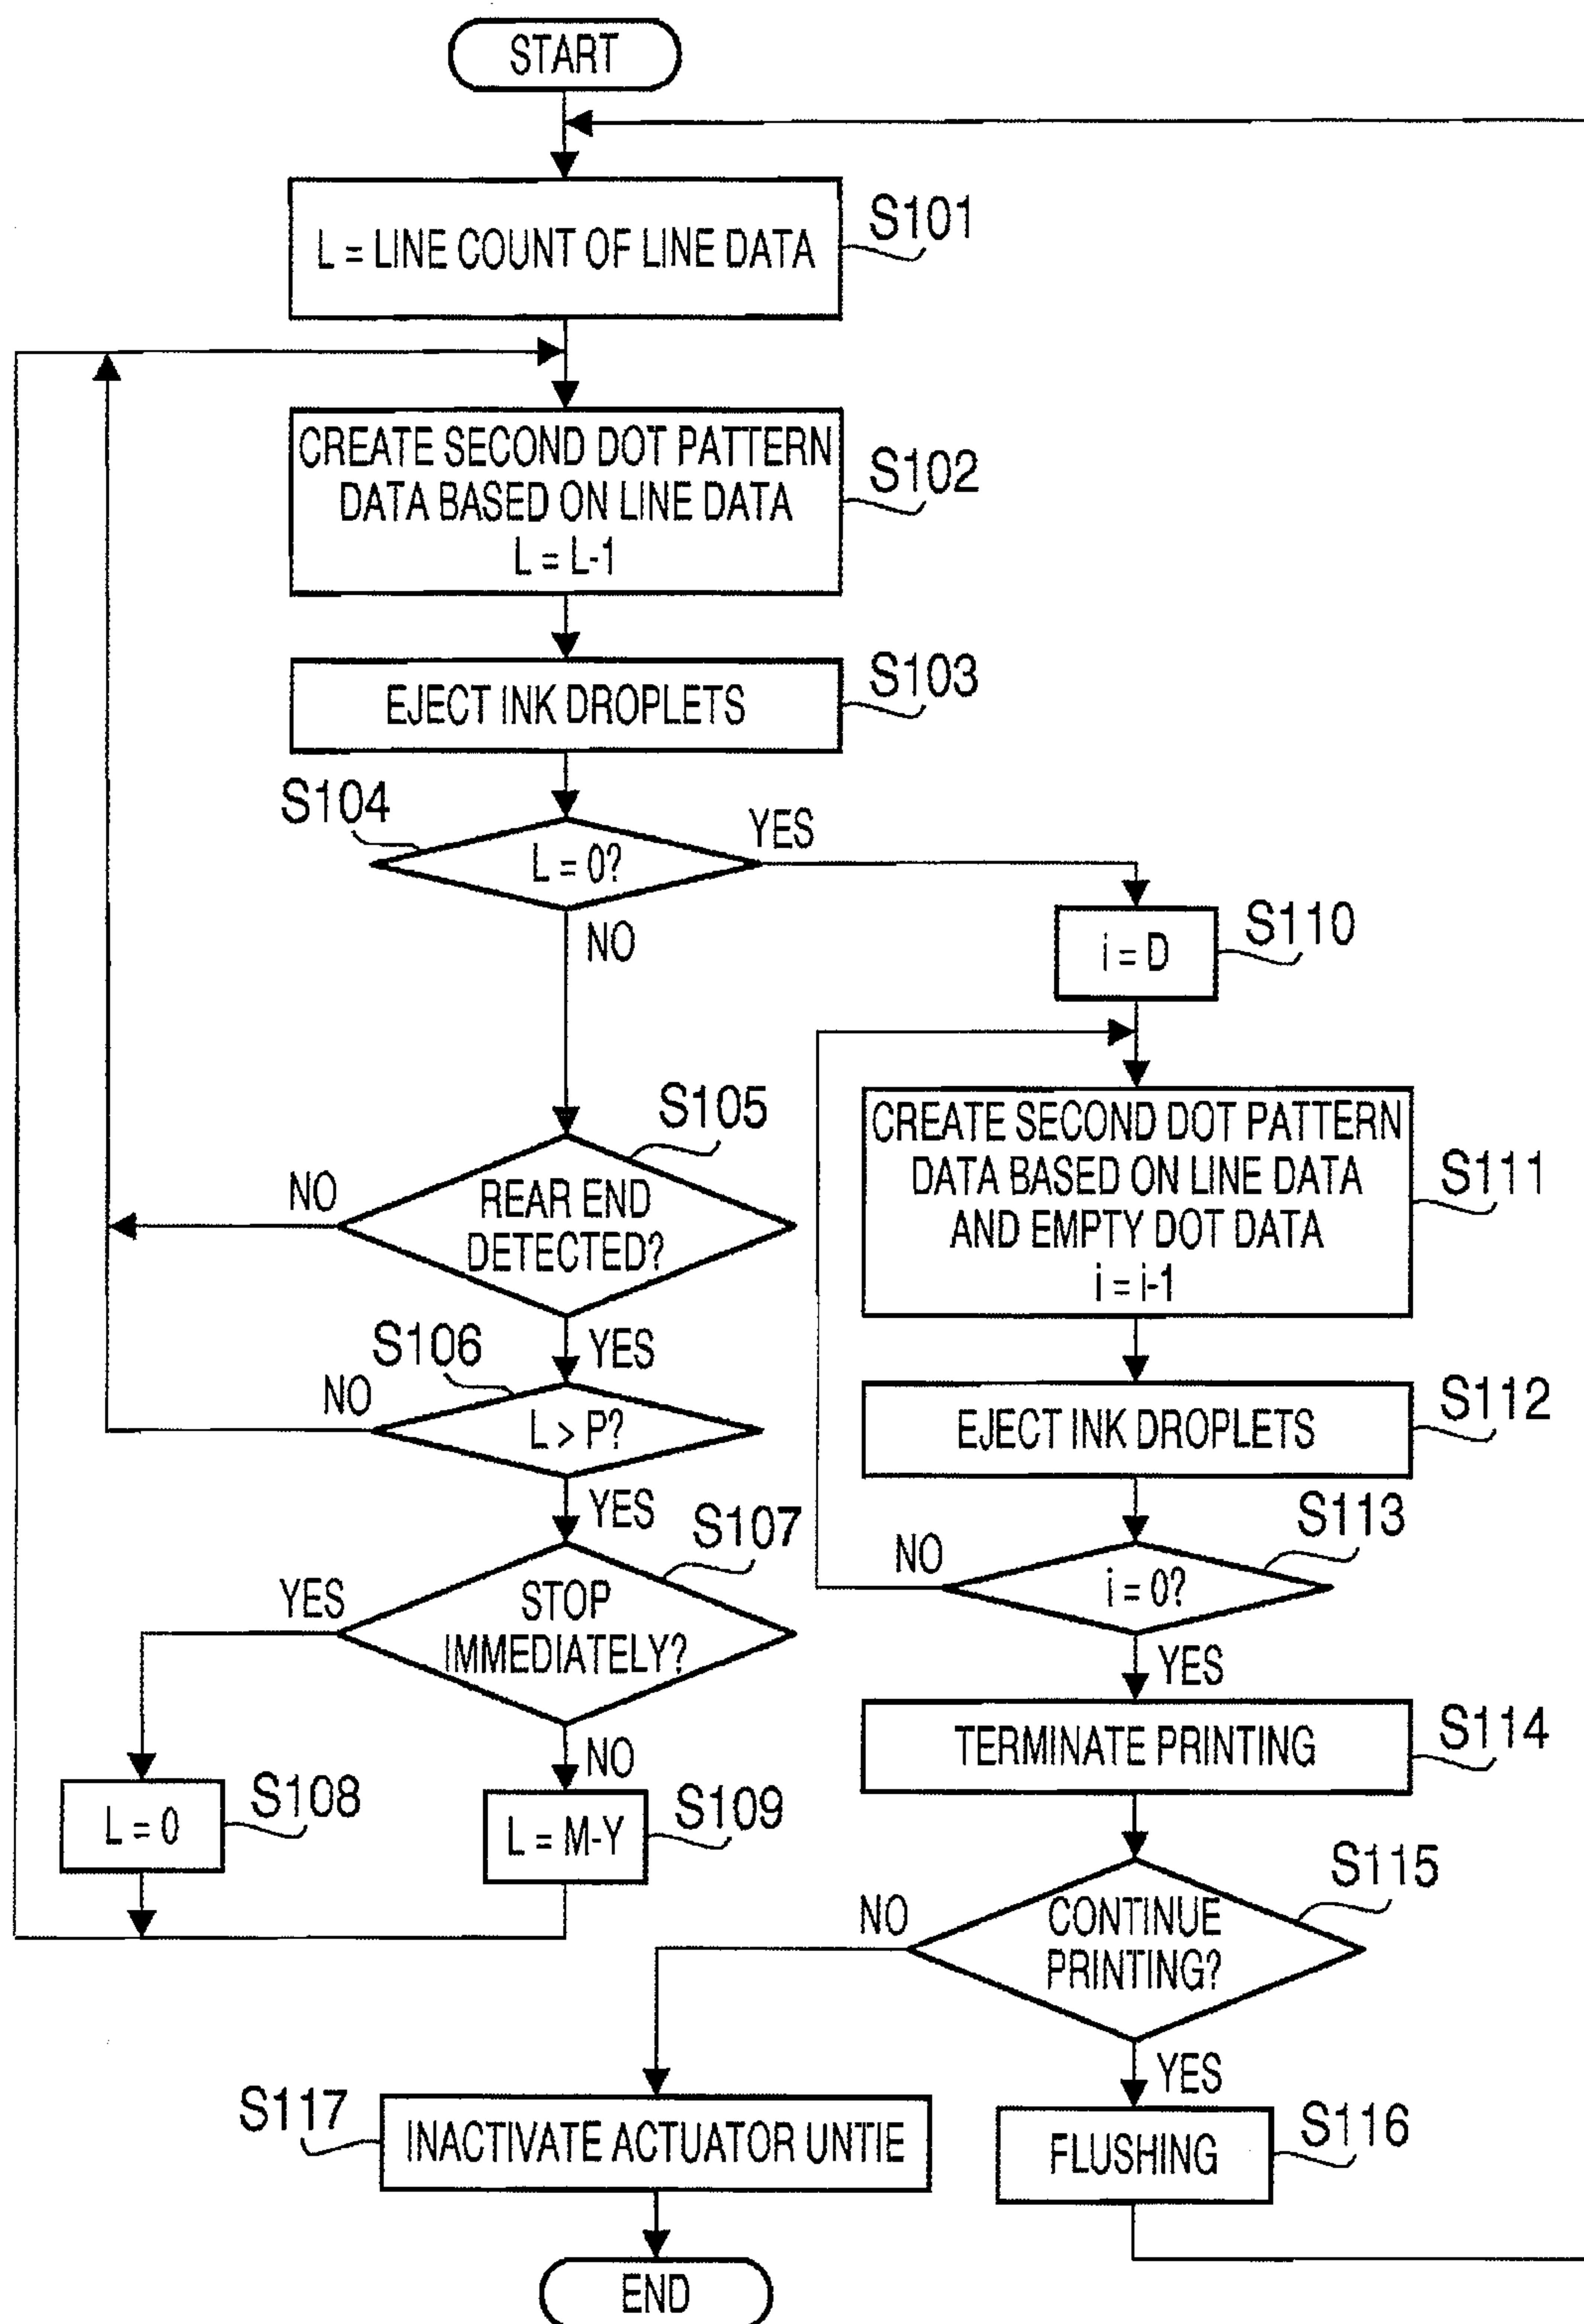 START
L = LINE COUNT OF LINE DATA
S101
CREATE SECOND DOT PATTERN
DATA BASED ON LINE DATA
L = L-1
S102
EJECT INK DROPLETS
S103
S104
L = 0?
YES
NO
i = D
S110
S105
REAR END
DETECTED?
NO
YES
CREATE SECOND DOT PATTERN
DATA BASED ON LINE DATA
AND EMPTY DOT DATA
i = i-1
S111
S106
L > P?
NO
YES
EJECT INK DROPLETS
S112
S107
STOP
IMMEDIATELY?
YES
NO
S113
i = 0?
NO
YES
L = 0
S108
L = M-Y
S109
TERMINATE PRINTING
S114
S115
CONTINUE
PRINTING?
NO
YES
S117
INACTIVATE ACTUATOR UNTIE
FLUSHING
S116
END